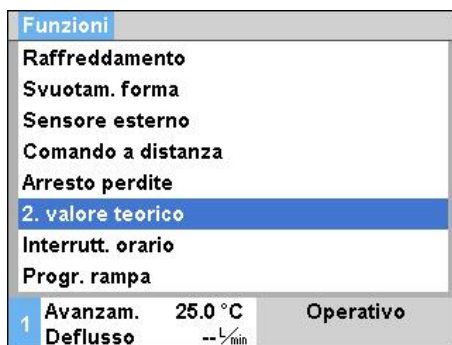 Funzioni
Raffreddamento
Svuotam. forma
Sensore esterno
Comando a distanza
Arresto perdite
2. valore teorico
Interrutt. orario
Progr. rampa
1 Avanzam. 25.0 °C Operativo
Deflusso -- L/min